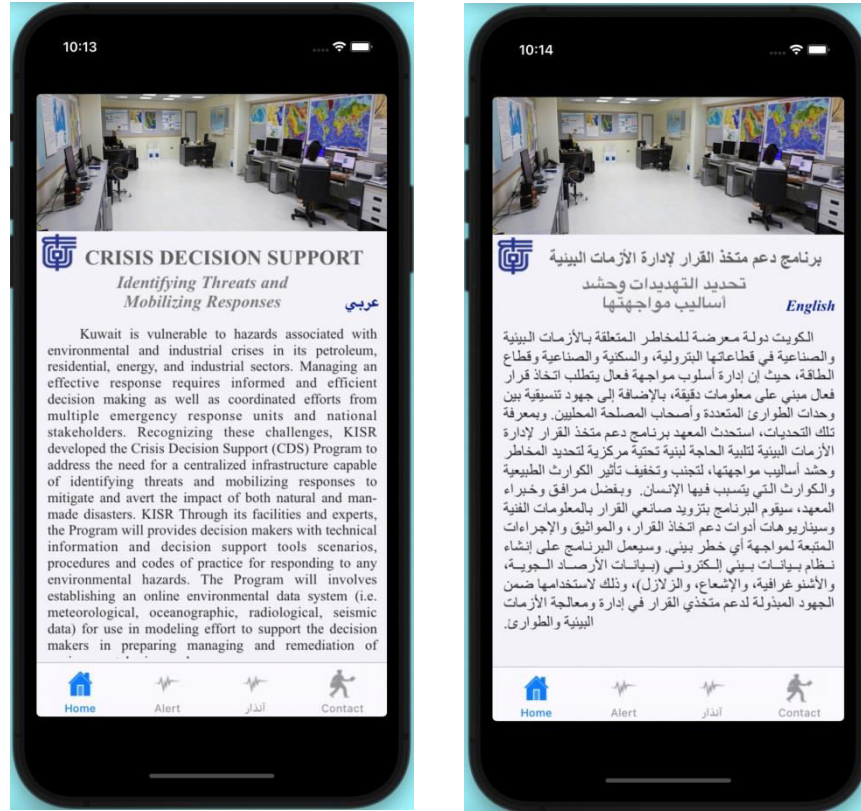 10:13
CRISIS DECISION SUPPORT
Identifying Threats and
Mobilizing Responses
عربي
Kuwait is vulnerable to hazards associated with
environmental and industrial crises in its petroleum,
residential, energy, and industrial sectors. Managing an
effective response requires informed and efficient
decision making as well as coordinated efforts from
multiple emergency response units and national
stakeholders. Recognizing these challenges, KISR
developed the Crisis Decision Support (CDS) Program to
address the need for a centralized infrastructure capable
of identifying threats and mobilizing responses to
mitigate and avert the impact of both natural and man-
made disasters. KISR Through its facilities and experts,
the Program will provides decision makers with technical
information and decision support tools scenarios,
procedures and codes of practice for responding to any
environmental hazards. The Program will involves
establishing an online environmental data system (i.e.
meteorological, oceanographic, radiological, seismic
data) for use in modeling effort to support the decision
makers in preparing managing and remediation of
Home
Alert
آنذار
Contact
10:14
برنامج دعم متخذ القرار لإدارة الأزمات البيئية
تحديد التهديدات وحشد
أساليب مواجهتها
English
الكويت دولة معرضة للمخاطر المتعلقة بالأزمات البيئية
والصناعية في قطاعاتها البترولية، والسكنية والصناعية وقطاع
الطاقة، حيث إن إدارة أسلوب مواجهة فعال يتطلب اتخاذ قرار
فعال مبني على معلومات دقيقة، بالإضافة إلى جهود تنسيقية بين
وحدات الطوارئ المتعددة وأصحاب المصلحة المحليين. وبمعرفة
تلك التحديات، استحدث المعهد برنامج دعم متخذ القرار لإدارة
الأزمات البيئية لتلبية الحاجة لبنية تحتية مركزية لتحديد المخاطر
وحشد أساليب مواجهتها، لتجنب وتخفيف تأثير الكوارث الطبيعية
والكوارث التي يتسبب فيها الإنسان. وبفضل مرافق وخبراء
المعهد، سيقوم البرنامج بتزويد صانعي القرار بالمعلومات الفنية
وسيناريوهات أدوات دعم اتخاذ القرار، والمواثيق والإجراءات
المتبعة لمواجهة أي خطر بيئي. وسيعمل البرنامج على إنشاء
نظام بيانات بيئي إلكتروني (بيانات الأرصاد الجوية،
والأشنوغرافية، والإشعاع، والزلازل)، وذلك لاستخدامها ضمن
الجهود المبذولة لدعم متخذي القرار في إدارة ومعالجة الأزمات
البيئية والطوارئ.
Home
Alert
آنذار
Contact